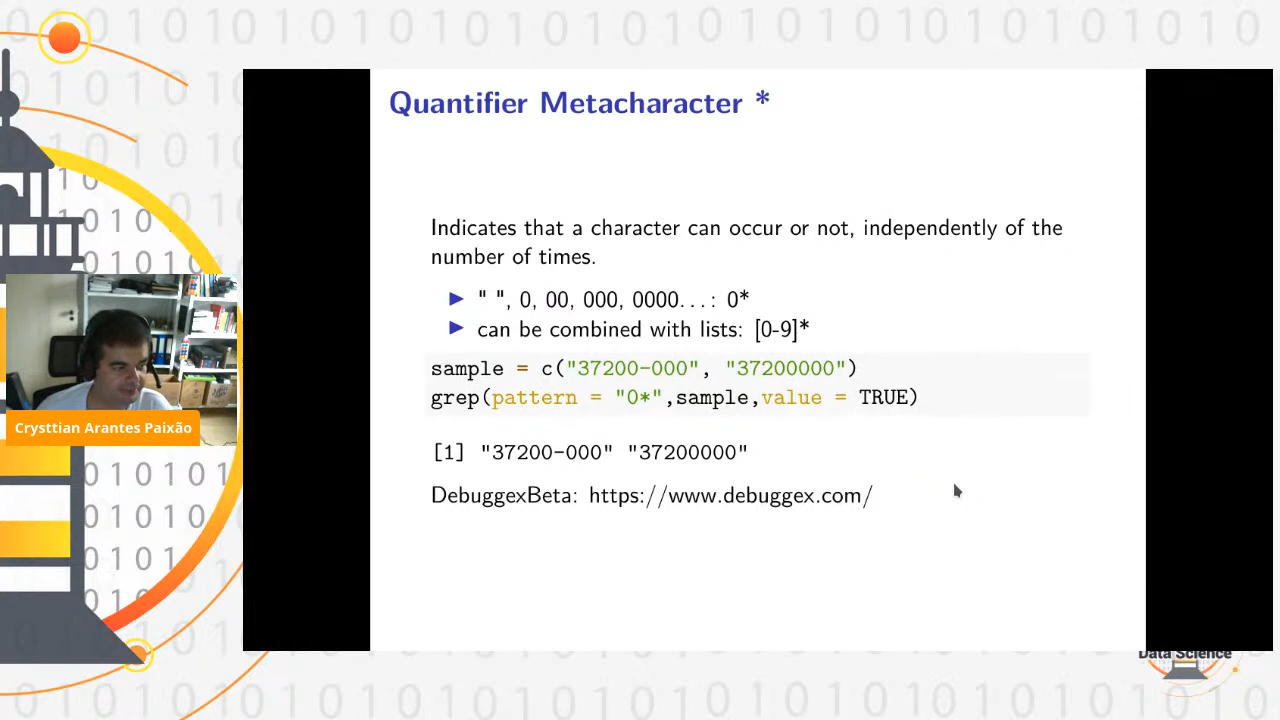 Quantifier Metacharacter *
Indicates that a character can occur or not, independently of the
number of times.
" ", 0, 00, 000, 0000...: 0*
can be combined with lists: [0-9]*
sample = c("37200-000", "37200000")
grep(pattern = "0*",sample,value = TRUE)
[1] "37200-000" "37200000"
DebuggexBeta: https://www.debuggex.com/
Crysttian Arantes Paixão
Data Science